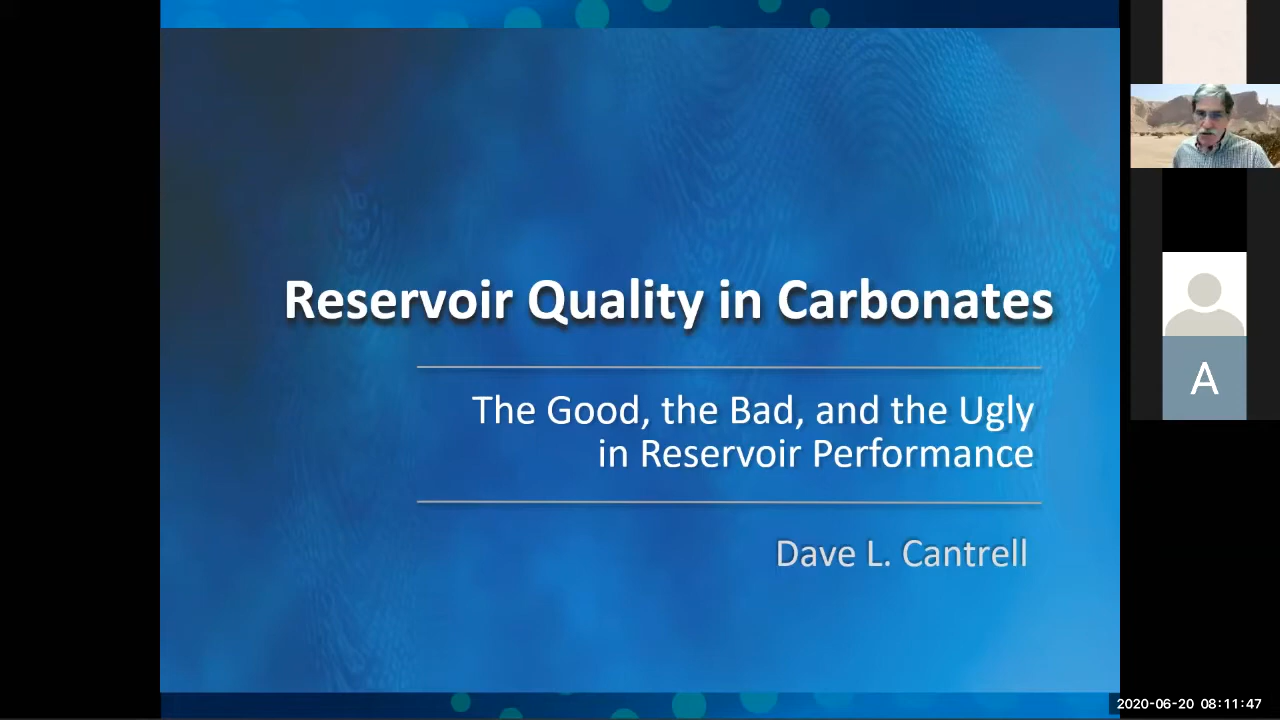 Reservoir Quality in Carbonates
The Good, the Bad, and the Ugly
in Reservoir Performance
Dave L. Cantrell
A
2020-06-20 08:11:47